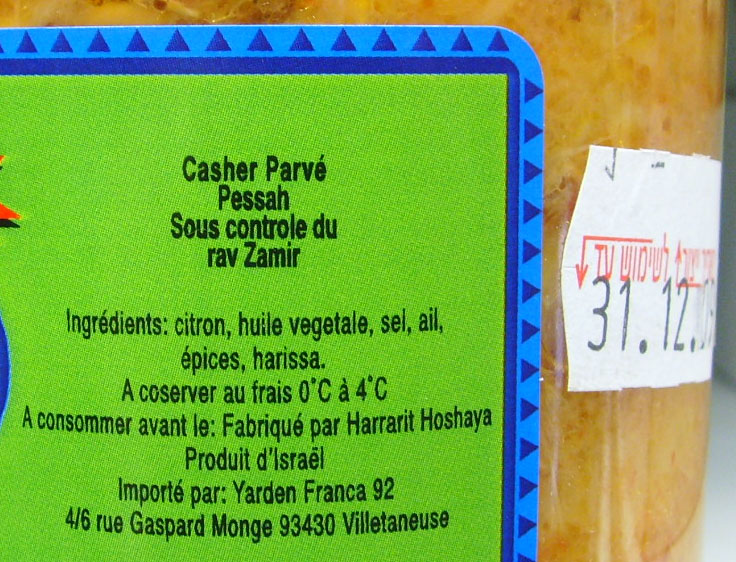 Casher Parvé
Pessah
Sous controle du
rav Zamir
Ingrédients: citron, huile vegetale, sel, ail,
épices, harissa.
A coserver au frais 0°C à 4°C
A consommer avant le: Fabriqué par Harrarit Hoshaya
Produit d'Israël
Importé par: Yarden Franca 92
4/6 rue Gaspard Monge 93430 Villetaneuse
לשימוש עד
31.12.